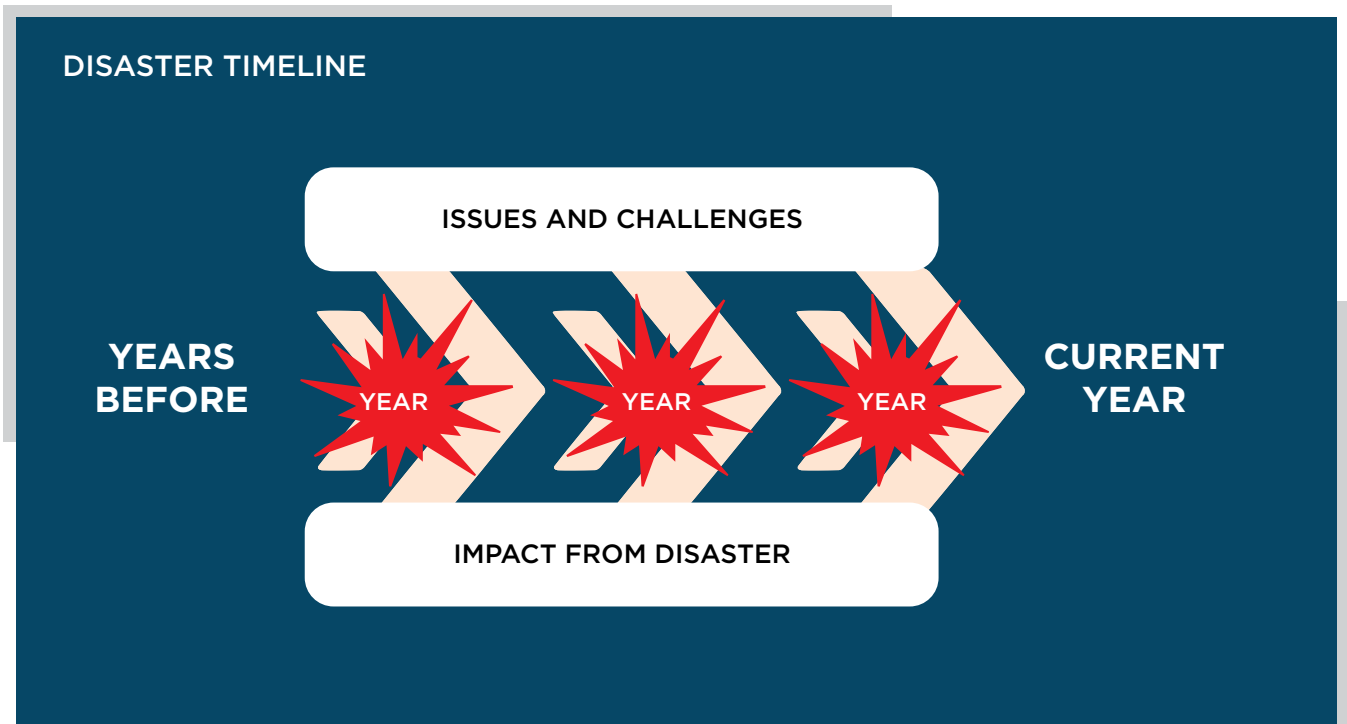 DISASTER TIMELINE
ISSUES AND CHALLENGES
YEARS
BEFORE
YEAR
YEAR
YEAR
CURRENT
YEAR
IMPACT FROM DISASTER